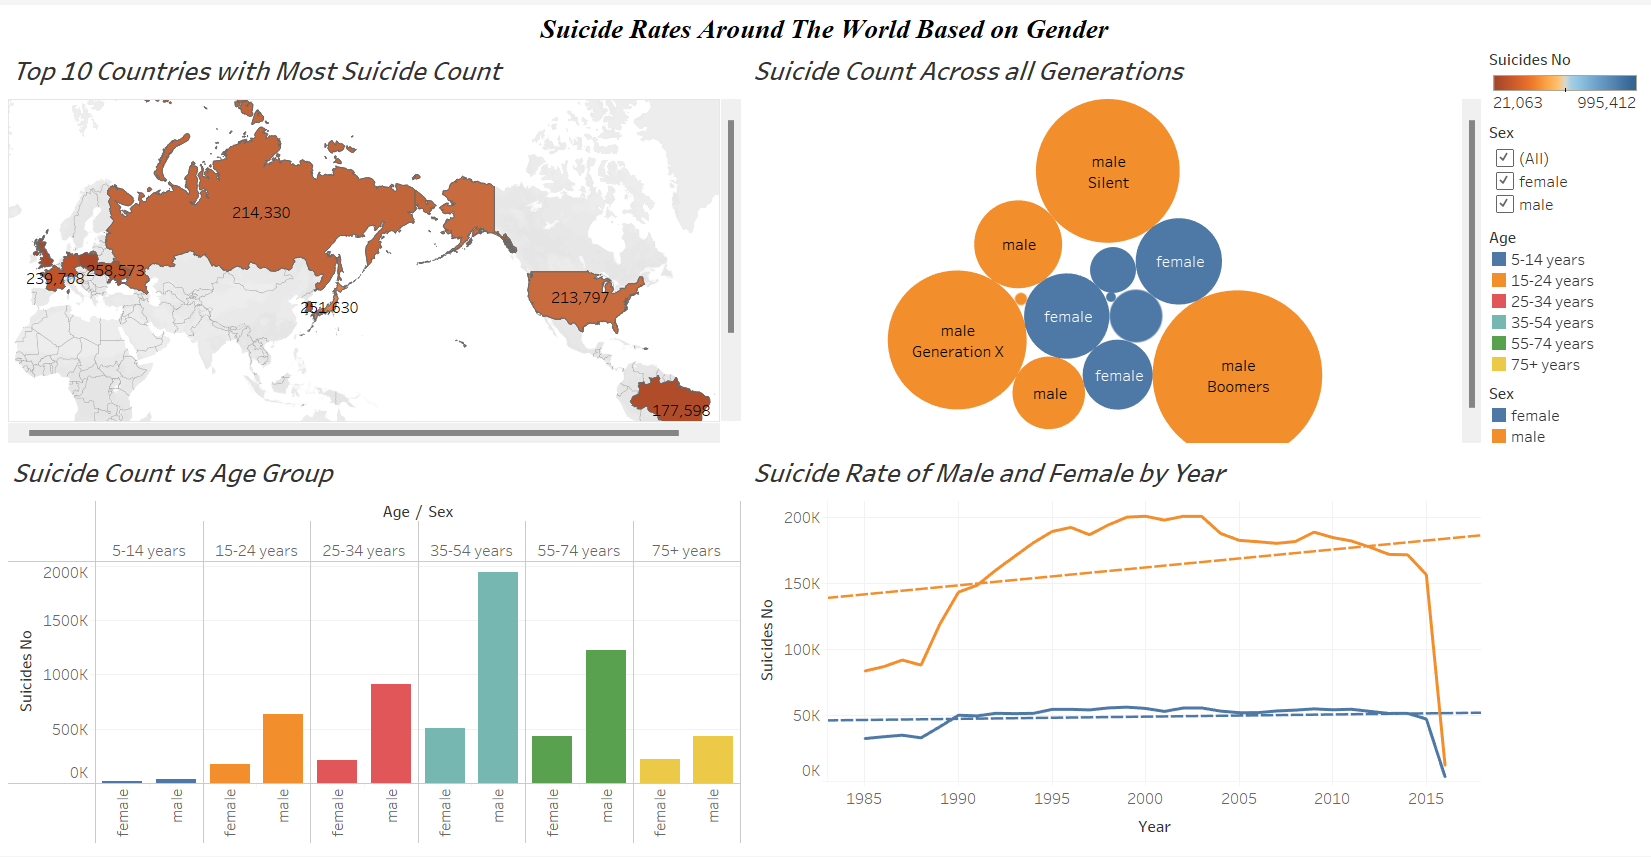 Suicide Rates Around The World Based on Gender
Top 10 Countries with Most Suicide Count
214,330
239,708
258,573
251,630
213,797
177,598
Suicide Count Across all Generations
male
Silent
male
female
female
male
Generation X
male
female
male
Boomers
Suicides No
21,063 995,412
Sex
(All)
female
male
Age
5-14 years
15-24 years
25-34 years
35-54 years
55-74 years
75+ years
Sex
female
male
Suicide Count vs Age Group
Age / Sex
5-14 years 15-24 years 25-34 years 35-54 years 55-74 years 75+ years
Suicides No
2000K
1500K
1000K
500K
0K
female male female male female male female male female male female male
Suicide Rate of Male and Female by Year
Suicides No
200K
150K
100K
50K
0K
1985 1990 1995 2000 2005 2010 2015
Year